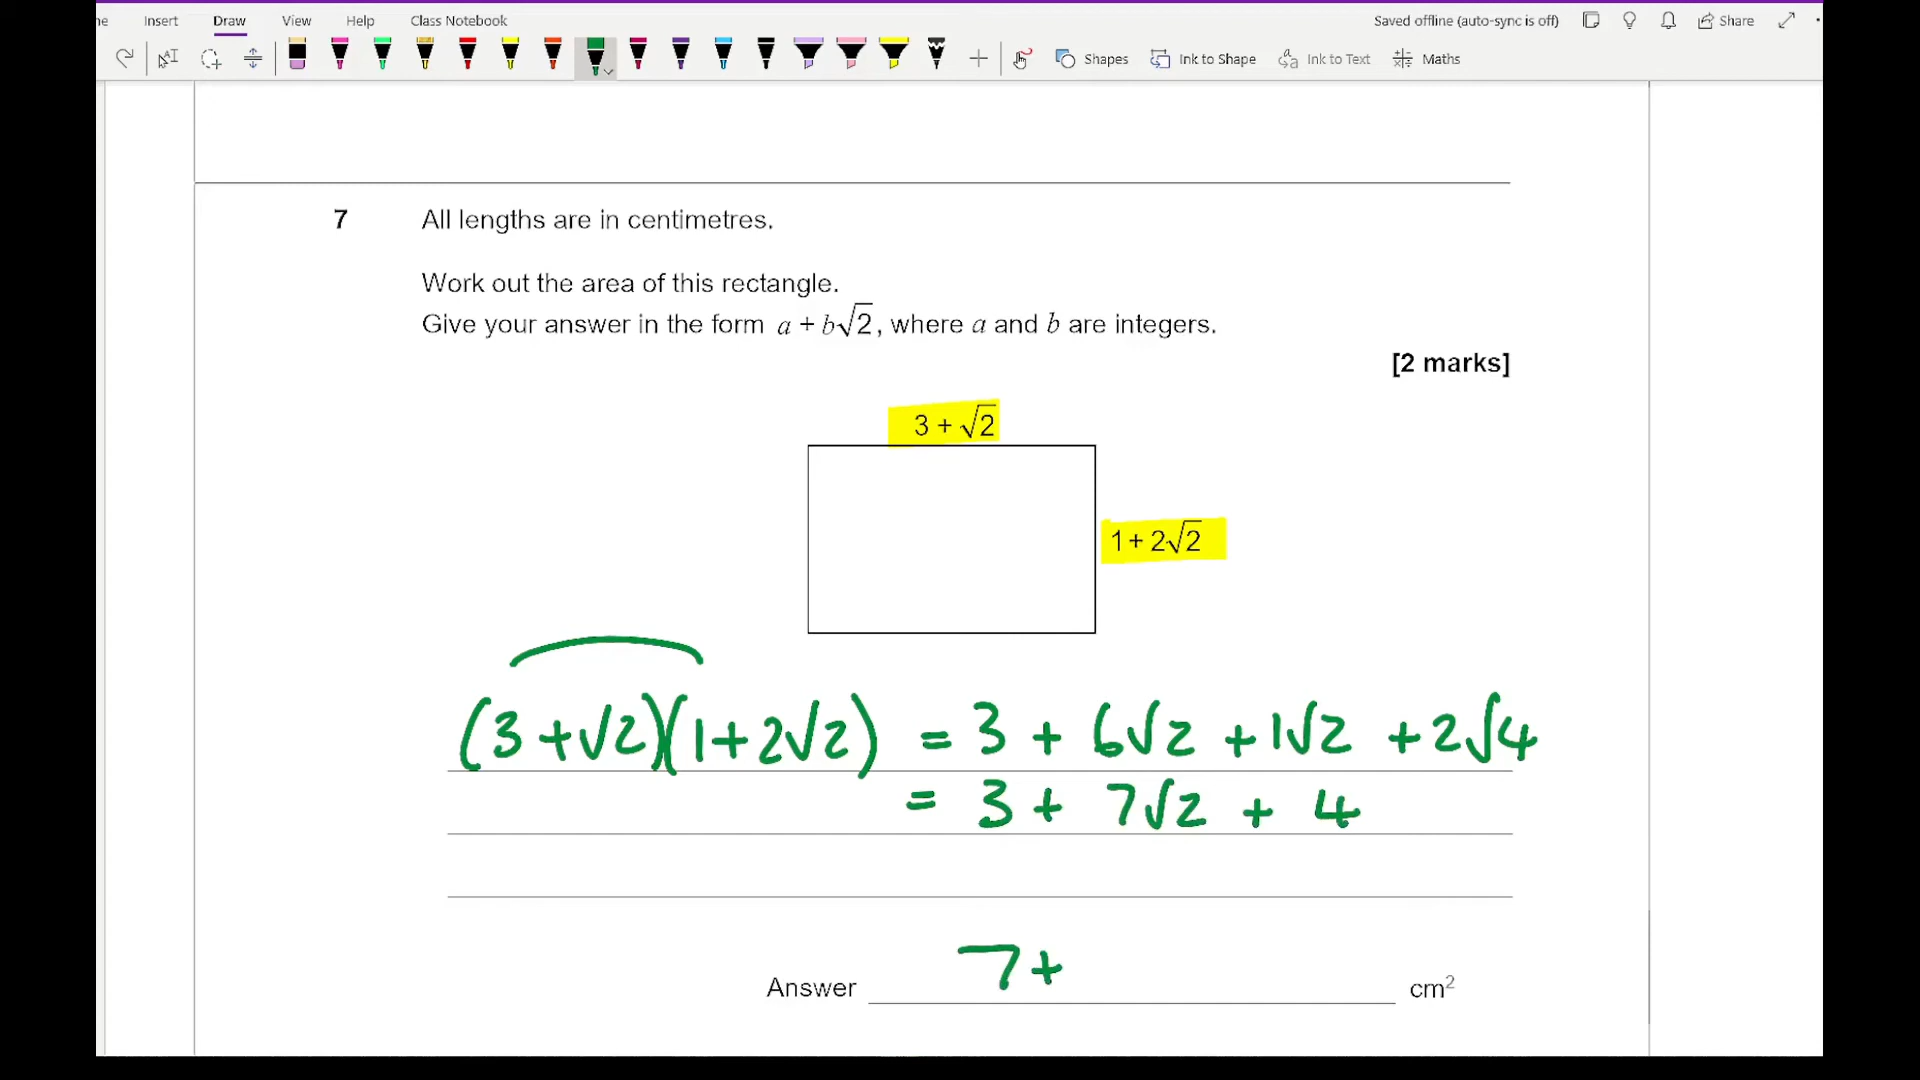 Insert Draw View Help Class Notebook Saved offline (auto-sync is off) Share
Shapes Ink to Shape Ink to Text Maths
7 All lengths are in centimetres.
Work out the area of this rectangle.
Give your answer in the form a + b√2, where a and b are integers.
[2 marks]
3 + √2
1 + 2√2
(3 + √2)(1 + 2√2) = 3 + 6√2 + 1√2 + 2√4
= 3 + 7√2 + 4
7 +
Answer cm²